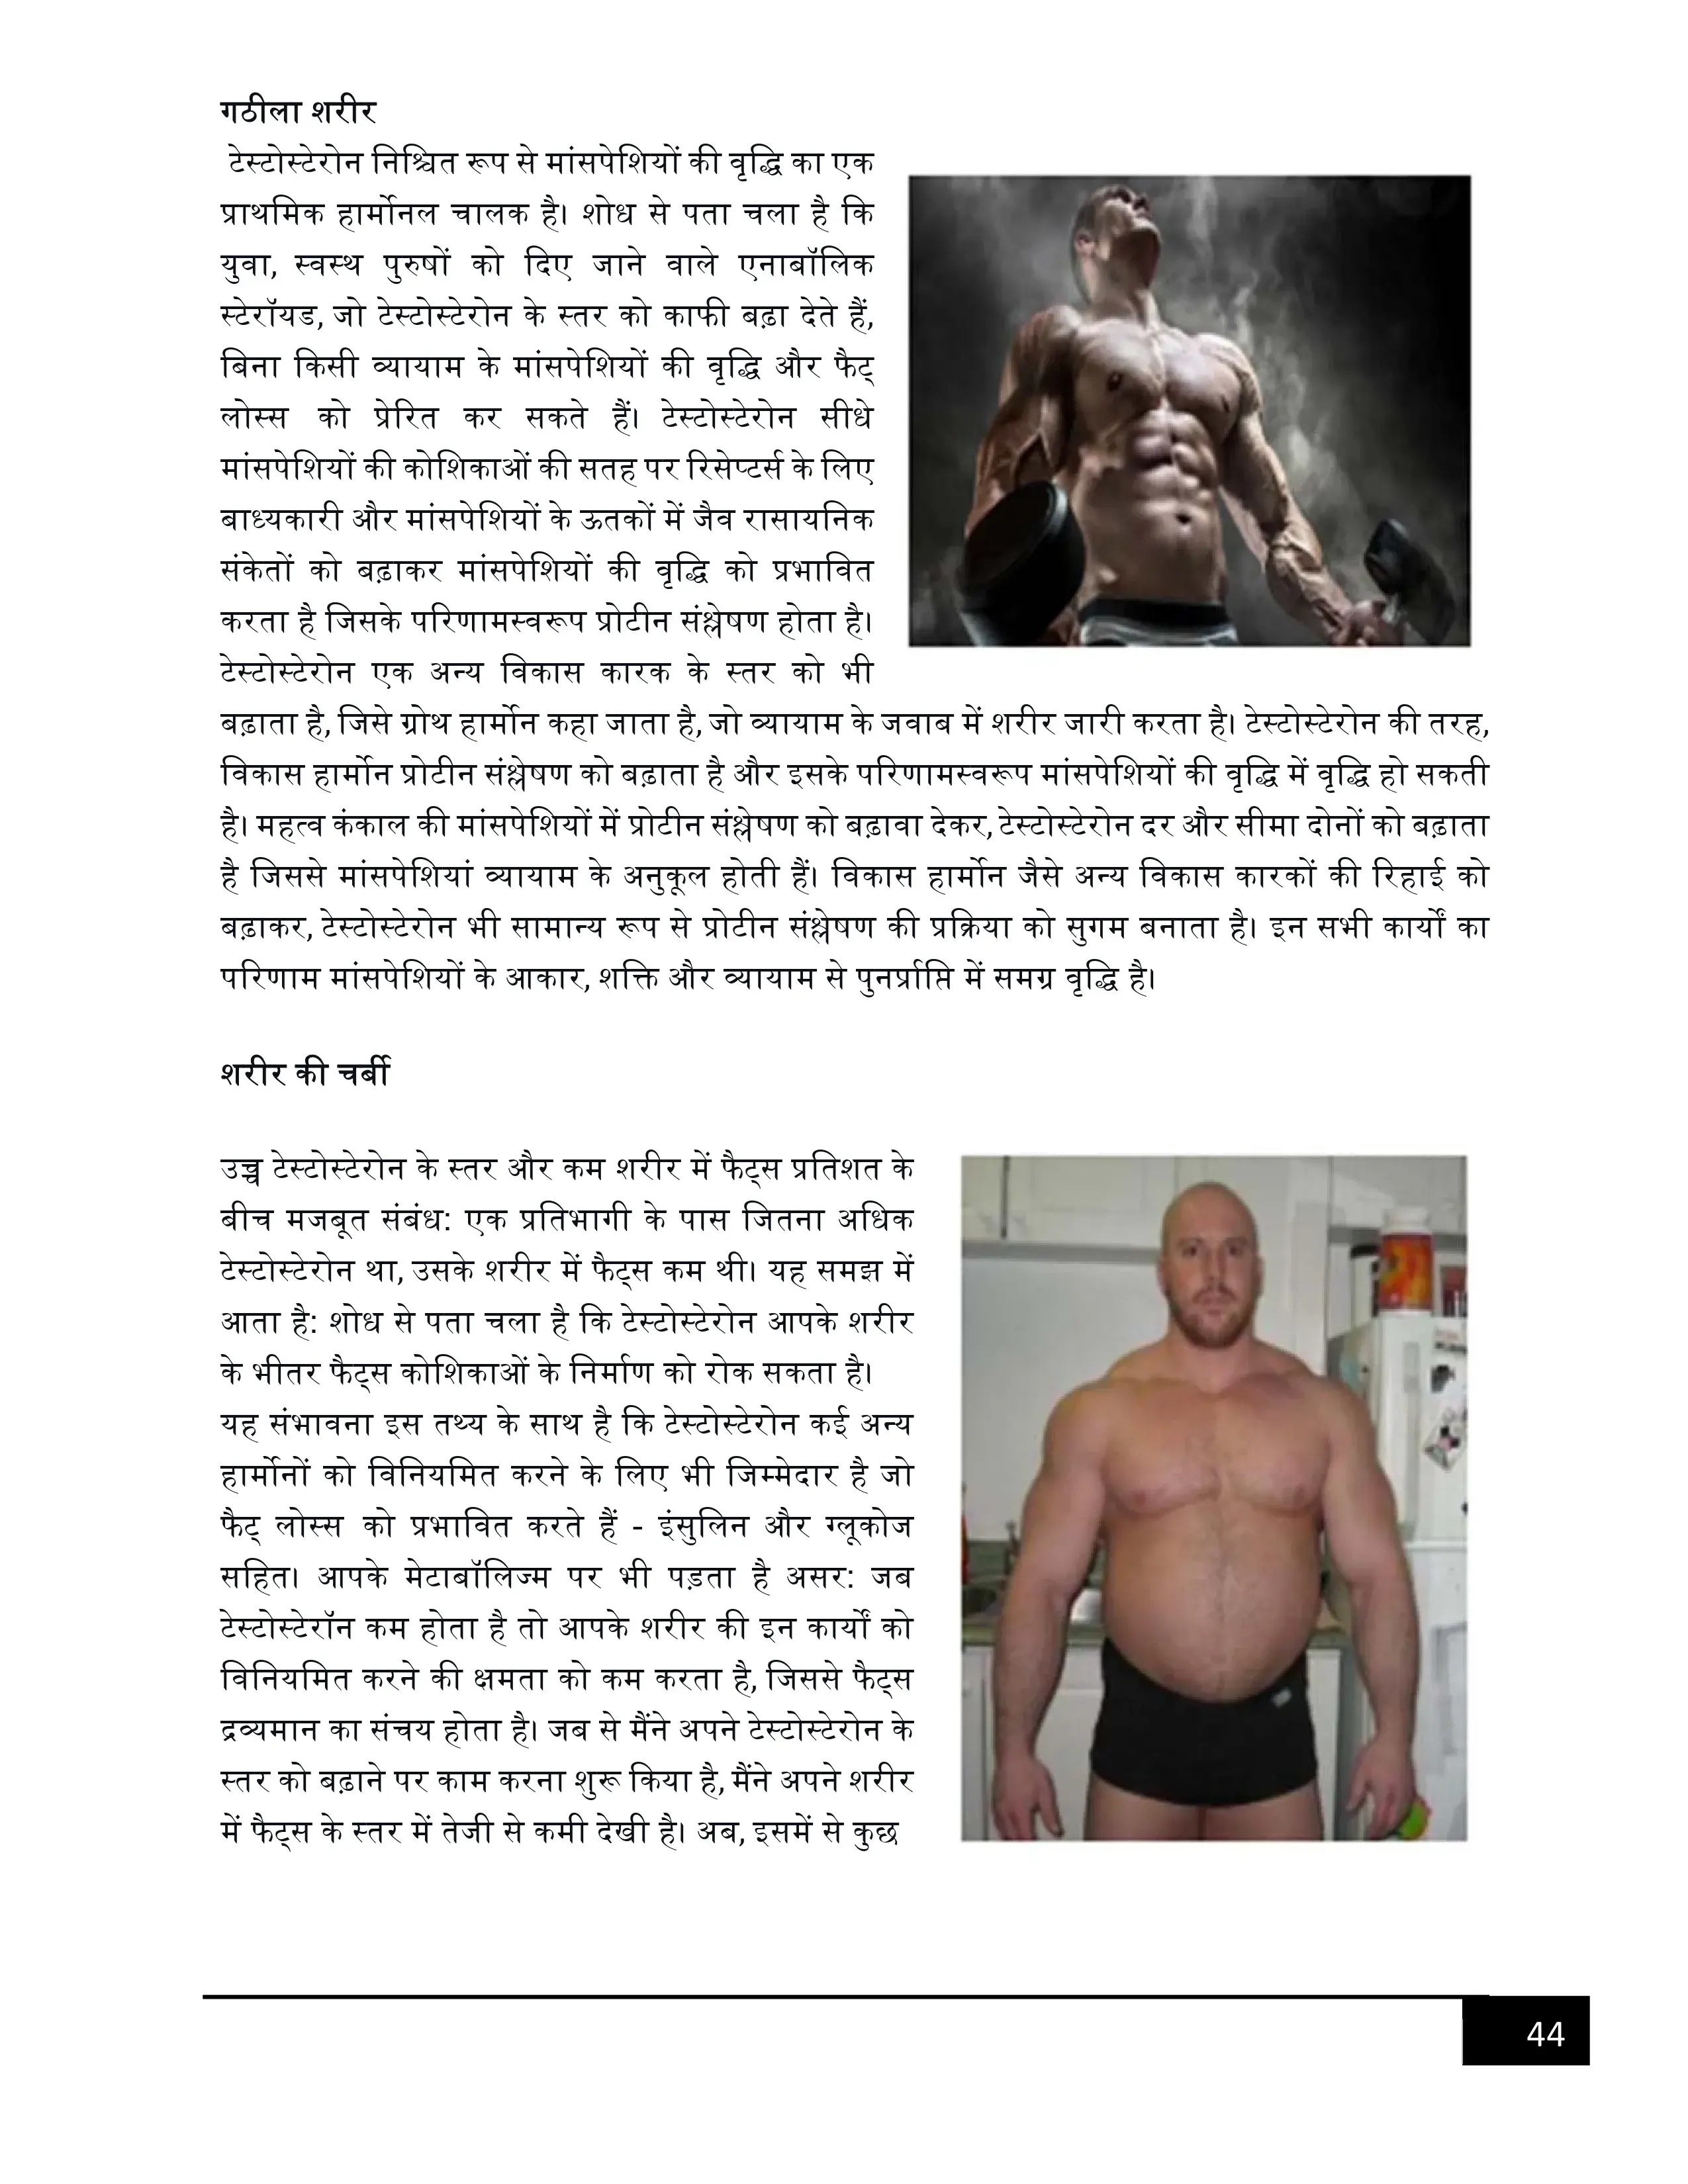 गठीला शरीर
टेस्टोस्टेरोन निश्चित रूप से मांसपेशियों की वृद्धि का एक
प्राथमिक हार्मोनल चालक है। शोध से पता चला है कि
युवा, स्वस्थ पुरुषों को दिए जाने वाले एनाबॉलिक
स्टेरॉयड, जो टेस्टोस्टेरोन के स्तर को काफी बढ़ा देते हैं,
बिना किसी व्यायाम के मांसपेशियों की वृद्धि और फैट्
लोस्स को प्रेरित कर सकते हैं। टेस्टोस्टेरोन सीधे
मांसपेशियों की कोशिकाओं की सतह पर रिसेप्टर्स के लिए
बाध्यकारी और मांसपेशियों के ऊतकों में जैव रासायनिक
संकेतों को बढ़ाकर मांसपेशियों की वृद्धि को प्रभावित
करता है जिसके परिणामस्वरूप प्रोटीन संश्लेषण होता है।
टेस्टोस्टेरोन एक अन्य विकास कारक के स्तर को भी
बढ़ाता है, जिसे ग्रोथ हार्मोन कहा जाता है, जो व्यायाम के जवाब में शरीर जारी करता है। टेस्टोस्टेरोन की तरह,
विकास हार्मोन प्रोटीन संश्लेषण को बढ़ाता है और इसके परिणामस्वरूप मांसपेशियों की वृद्धि में वृद्धि हो सकती
है। महत्व कंकाल की मांसपेशियों में प्रोटीन संश्लेषण को बढ़ावा देकर, टेस्टोस्टेरोन दर और सीमा दोनों को बढ़ाता
है जिससे मांसपेशियां व्यायाम के अनुकूल होती हैं। विकास हार्मोन जैसे अन्य विकास कारकों की रिहाई को
बढ़ाकर, टेस्टोस्टेरोन भी सामान्य रूप से प्रोटीन संश्लेषण की प्रक्रिया को सुगम बनाता है। इन सभी कार्यों का
परिणाम मांसपेशियों के आकार, शक्ति और व्यायाम से पुनर्प्राप्ति में समग्र वृद्धि है।
शरीर की चर्बी
उच्च टेस्टोस्टेरोन के स्तर और कम शरीर में फैट्स प्रतिशत के
बीच मजबूत संबंध: एक प्रतिभागी के पास जितना अधिक
टेस्टोस्टेरोन था, उसके शरीर में फैट्स कम थी। यह समझ में
आता है: शोध से पता चला है कि टेस्टोस्टेरोन आपके शरीर
के भीतर फैट्स कोशिकाओं के निर्माण को रोक सकता है।
यह संभावना इस तथ्य के साथ है कि टेस्टोस्टेरोन कई अन्य
हार्मोनों को विनियमित करने के लिए भी जिम्मेदार है जो
फैट् लोस्स को प्रभावित करते हैं - इंसुलिन और ग्लूकोज
सहित। आपके मेटाबॉलिज्म पर भी पड़ता है असर: जब
टेस्टोस्टेरॉन कम होता है तो आपके शरीर की इन कार्यों को
विनियमित करने की क्षमता को कम करता है, जिससे फैट्स
द्रव्यमान का संचय होता है। जब से मैंने अपने टेस्टोस्टेरोन के
स्तर को बढ़ाने पर काम करना शुरू किया है, मैंने अपने शरीर
में फैट्स के स्तर में तेजी से कमी देखी है। अब, इसमें से कुछ
44